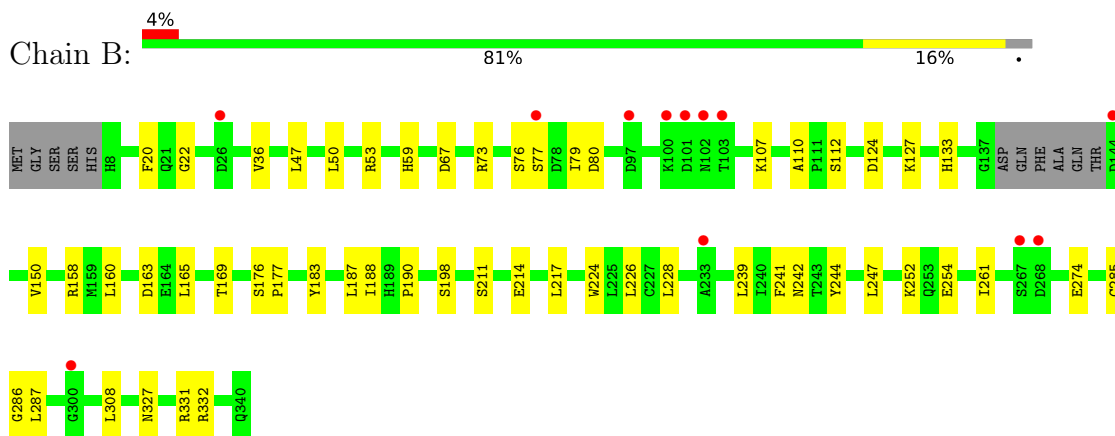 4%
Chain B:
81% 16% •
MET GLY SER SER HIS H8 F20 Q21 G22 D26 V36 L47 L50 R53 H59 D67 R73 S76 S77 D78 I79 D80 D97 K100 D101 N102 T103 K107 A110 P111 S112 D124 K127 H133 G137 ASP GLN PHE ALA GLN THR D144
V150 R158 M159 L160 D163 E164 L165 T169 S176 P177 Y183 L187 I188 H189 P190 S198 S211 E214 L217 W224 L225 L226 C227 L228 A233 L239 I240 F241 N242 T243 Y244 L247 K252 Q253 E254 I261 S267 D268 E274
G286 L287 G300 L308 N327 R331 R332 Q340